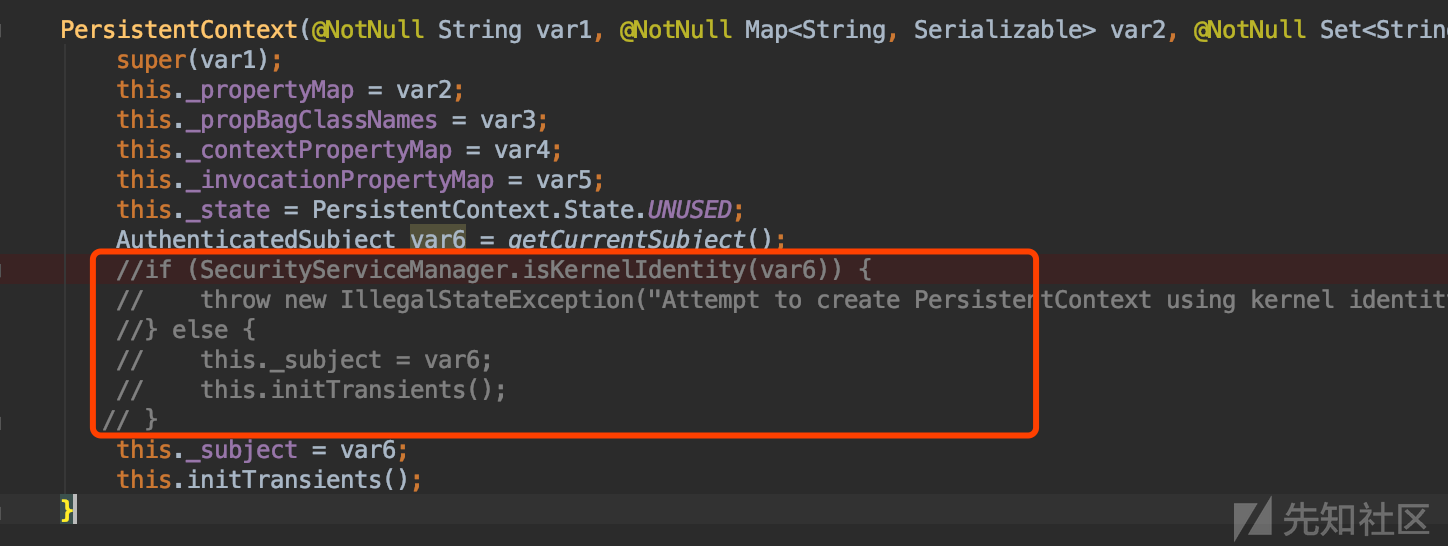 PersistentContext(@NotNull String var1, @NotNull Map<String, Serializable> var2, @NotNull Set<String
super(var1);
this._propertyMap = var2;
this._propBagClassNames = var3;
this._contextPropertyMap = var4;
this._invocationPropertyMap = var5;
this._state = PersistentContext.State.UNUSED;
AuthenticatedSubject var6 = getCurrentSubject();
//if (SecurityServiceManager.isKernelIdentity(var6)) {
//    throw new IllegalStateException("Attempt to create PersistentContext using kernel identit
//} else {
//    this._subject = var6;
//    this.initTransients();
// }
this._subject = var6;
this.initTransients();
}
先知社区